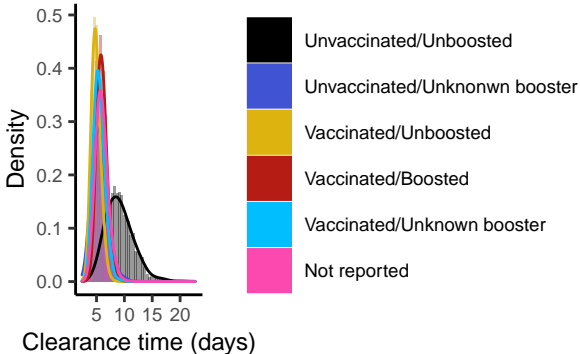 0.5
0.4
0.3
0.2
0.1
0.0
Density
5 10 15 20
Clearance time (days)
Unvaccinated/Unboosted
Unvaccinated/Unknonwn booster
Vaccinated/Unboosted
Vaccinated/Boosted
Vaccinated/Unknown booster
Not reported